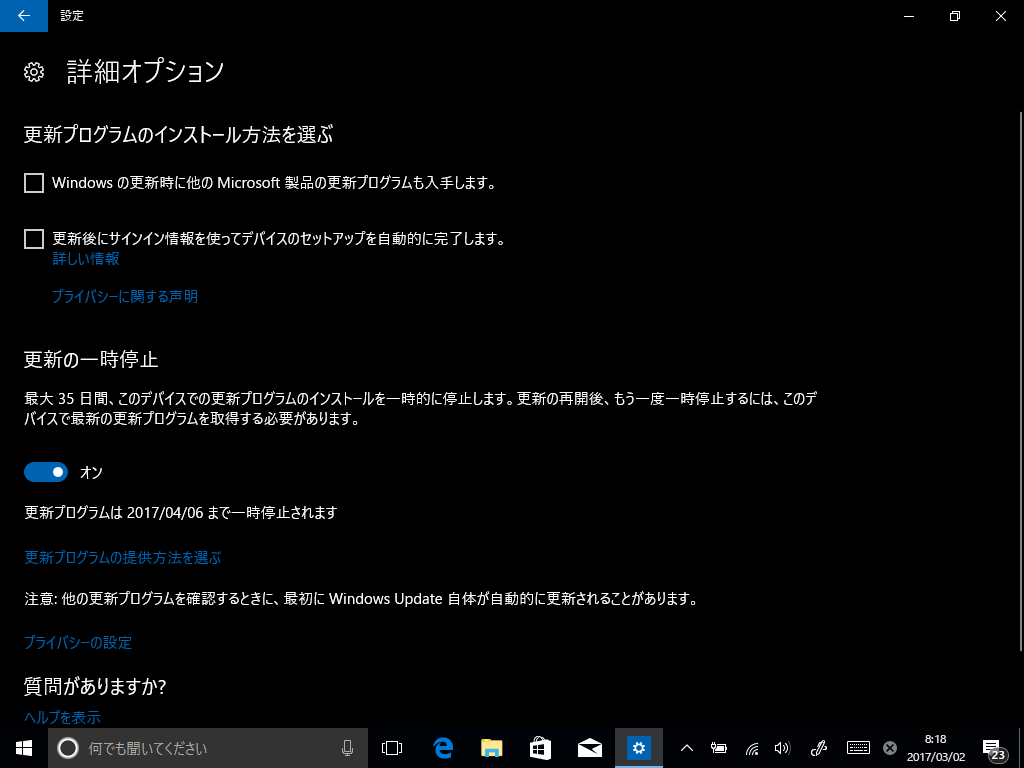 設定
詳細オプション
更新プログラムのインストール方法を選ぶ
Windows の更新時に他の Microsoft 製品の更新プログラムも入手します。
更新後にサインイン情報を使ってデバイスのセットアップを自動的に完了します。
詳しい情報
プライバシーに関する声明
更新の一時停止
最大 35 日間、このデバイスでの更新プログラムのインストールを一時的に停止します。更新の再開後、もう一度一時停止するには、このデ
バイスで最新の更新プログラムを取得する必要があります。
オン
更新プログラムは 2017/04/06 まで一時停止されます
更新プログラムの提供方法を選ぶ
注意: 他の更新プログラムを確認するときに、最初に Windows Update 自体が自動的に更新されることがあります。
プライバシーの設定
質問がありますか?
ヘルプを表示
何でも聞いてください
8:18
2017/03/02
23